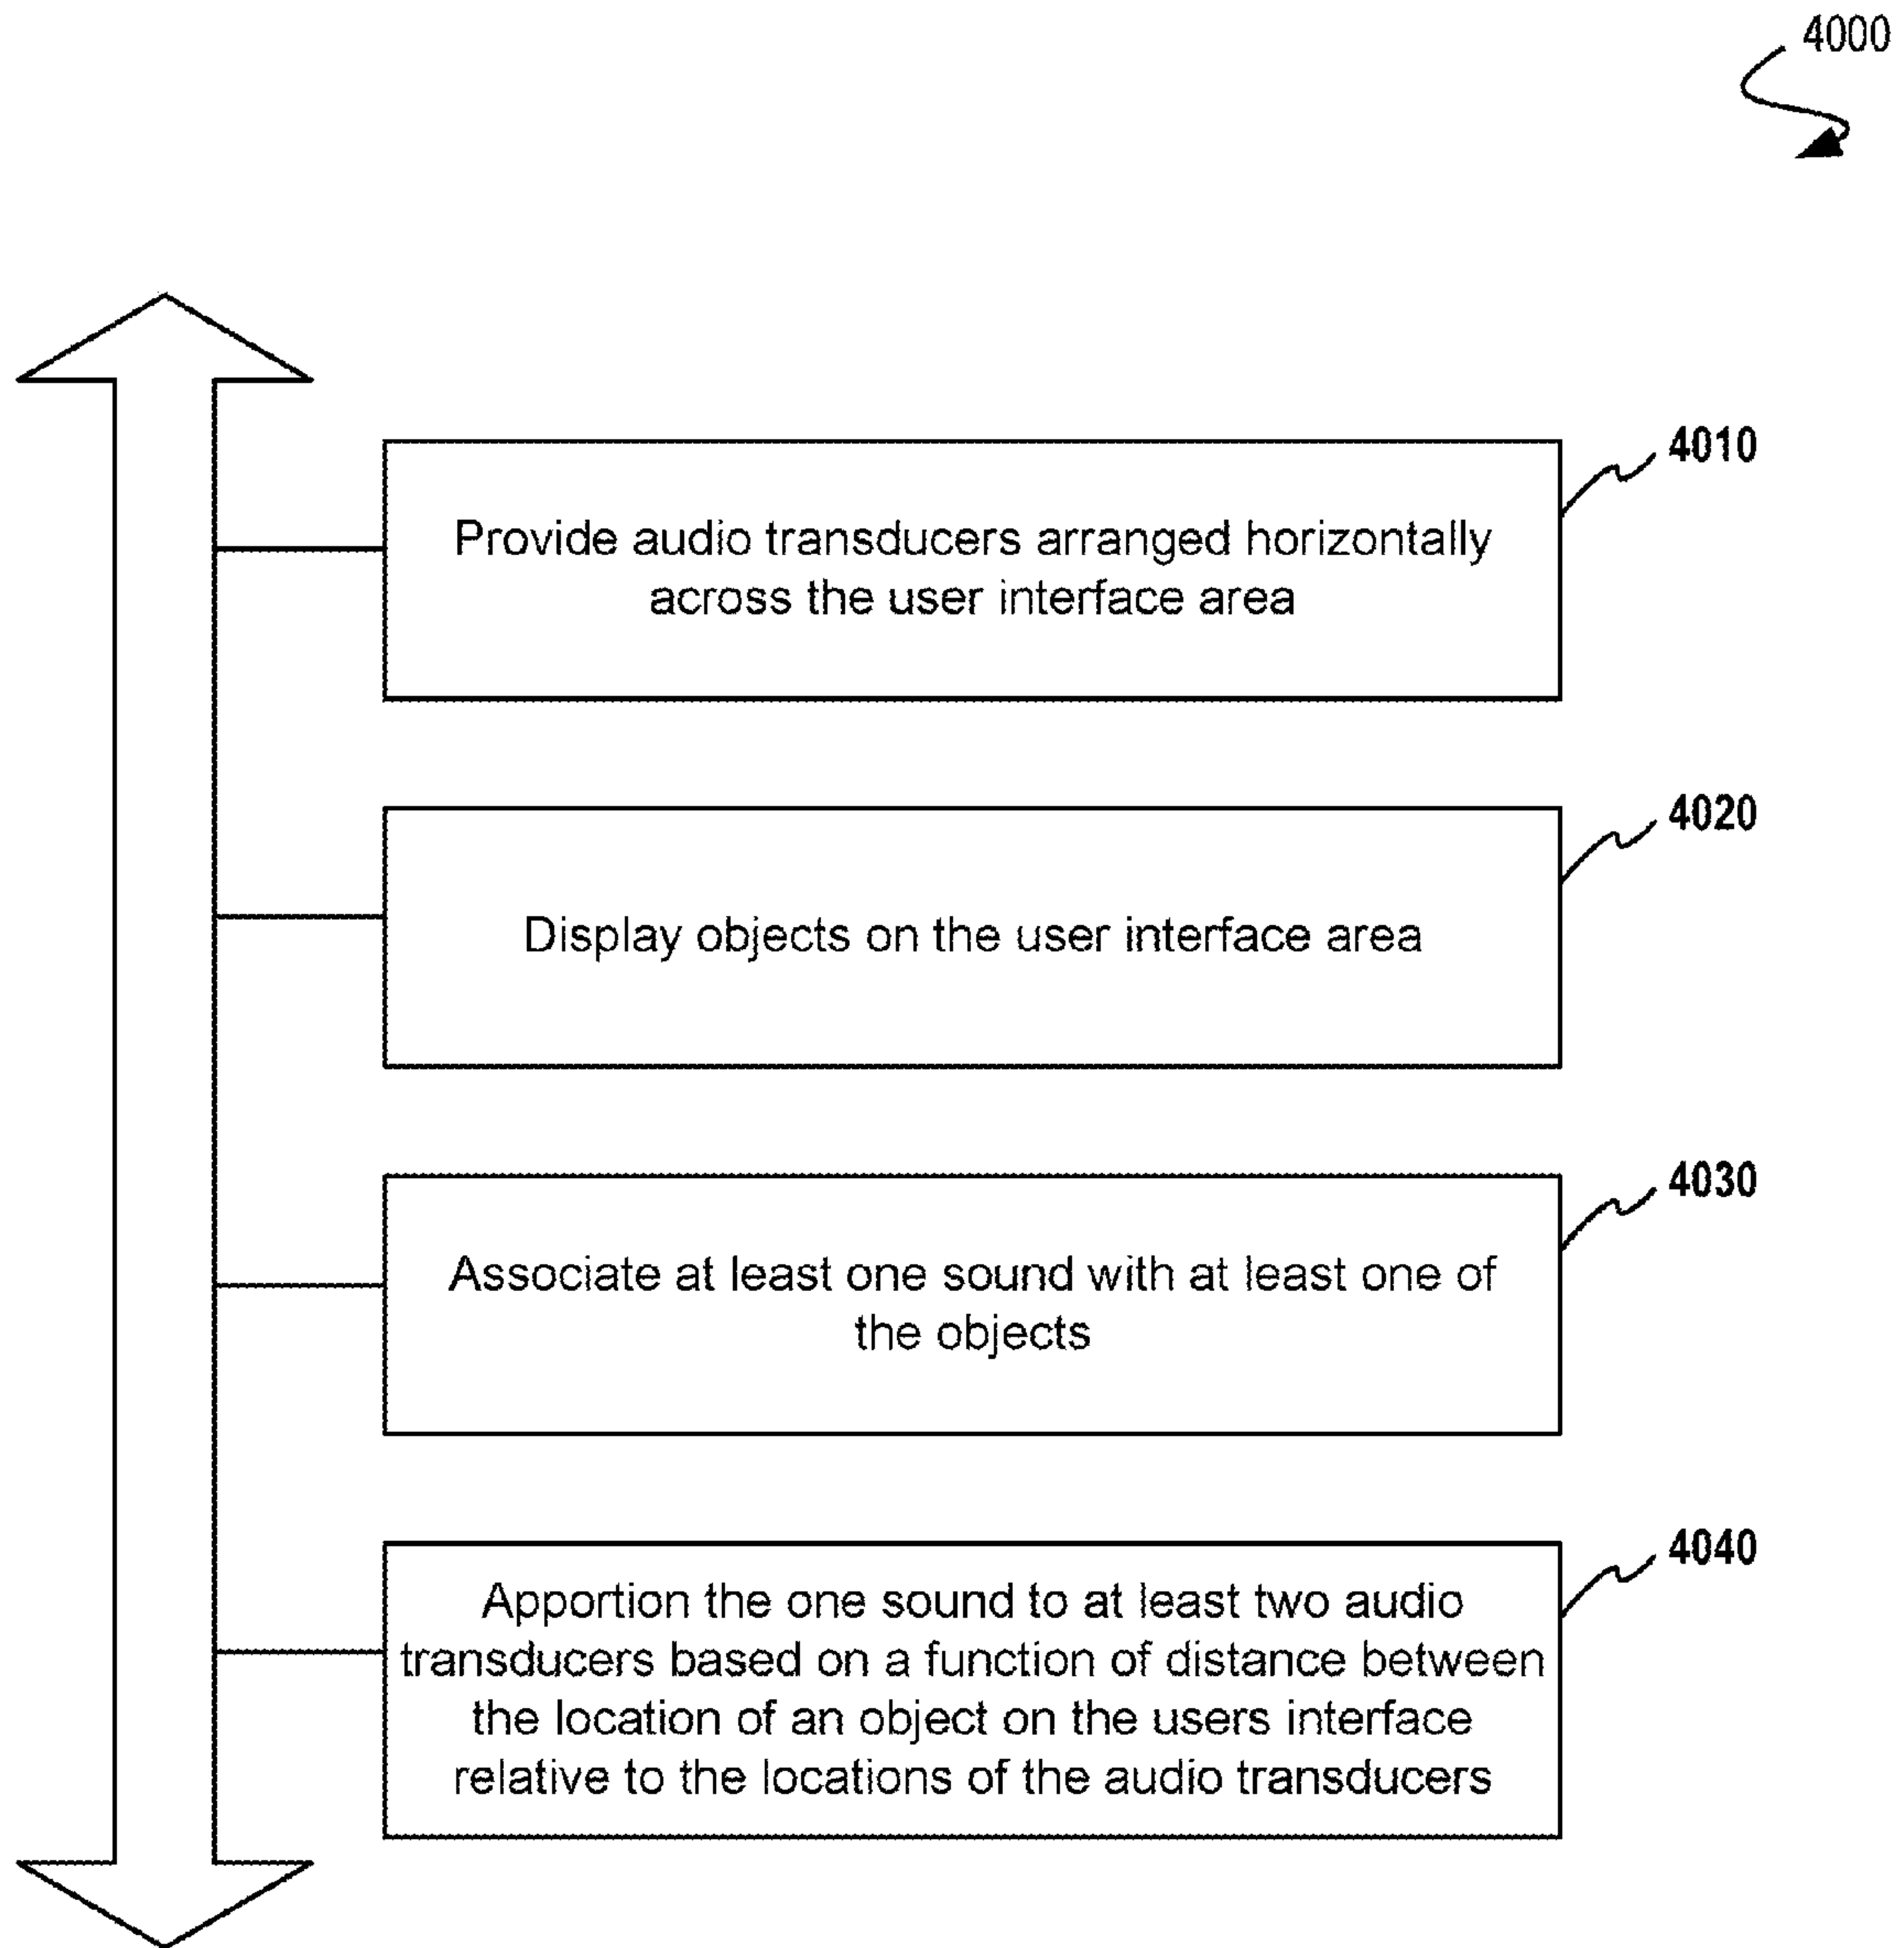 4000
4010
Provide audio transducers arranged horizontally
across the user interface area
4020
Display objects on the user interface area
4030
Associate at least one sound with at least one of
the objects
4040
Apportion the one sound to at least two audio
transducers based on a function of distance between
the location of an object on the users interface
relative to the locations of the audio transducers